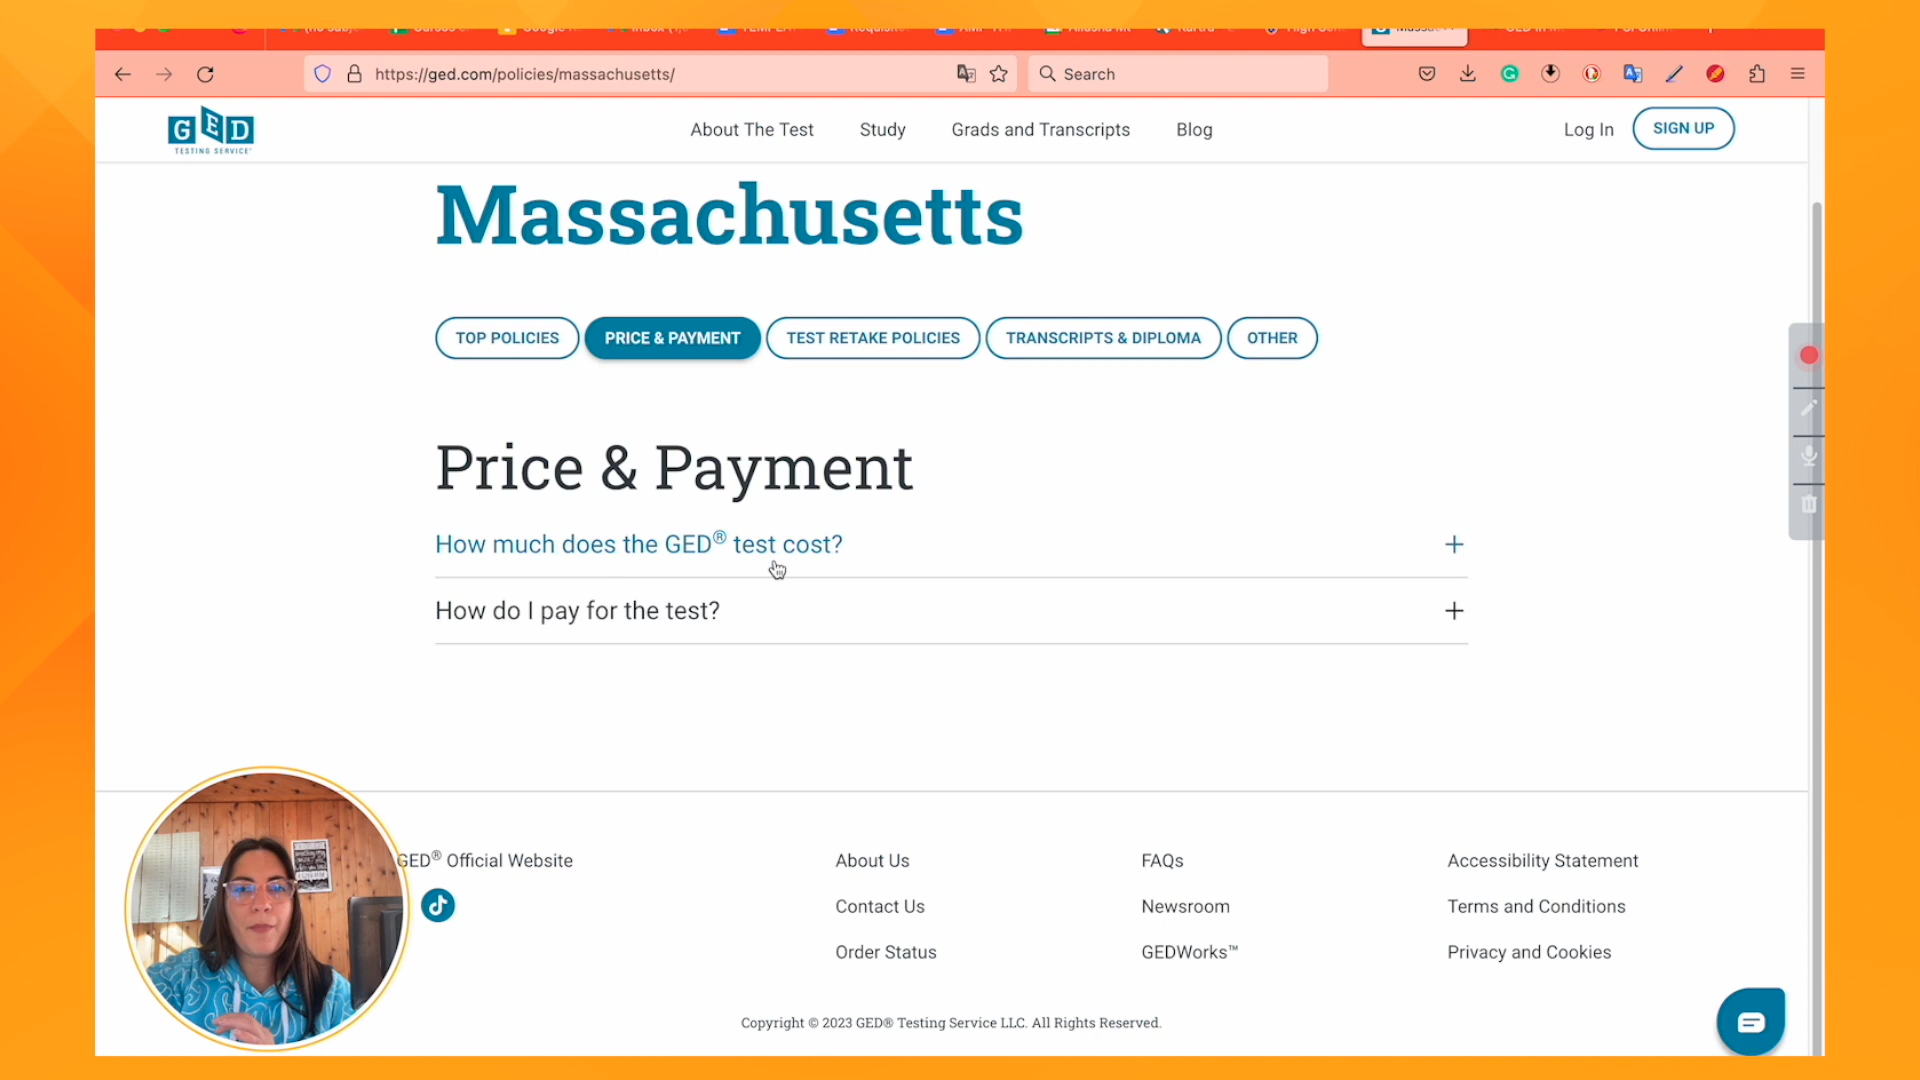 https://ged.com/policies/massachusetts/
Search
GED
TESTING SERVICE
About The Test
Study
Grads and Transcripts
Blog
Log In
SIGN UP
Massachusetts
TOP POLICIES
PRICE & PAYMENT
TEST RETAKE POLICIES
TRANSCRIPTS & DIPLOMA
OTHER
Price & Payment
How much does the GED® test cost?
How do I pay for the test?
GED® Official Website
About Us
Contact Us
Order Status
FAQs
Newsroom
GEDWorks™
Accessibility Statement
Terms and Conditions
Privacy and Cookies
Copyright © 2023 GED® Testing Service LLC. All Rights Reserved.